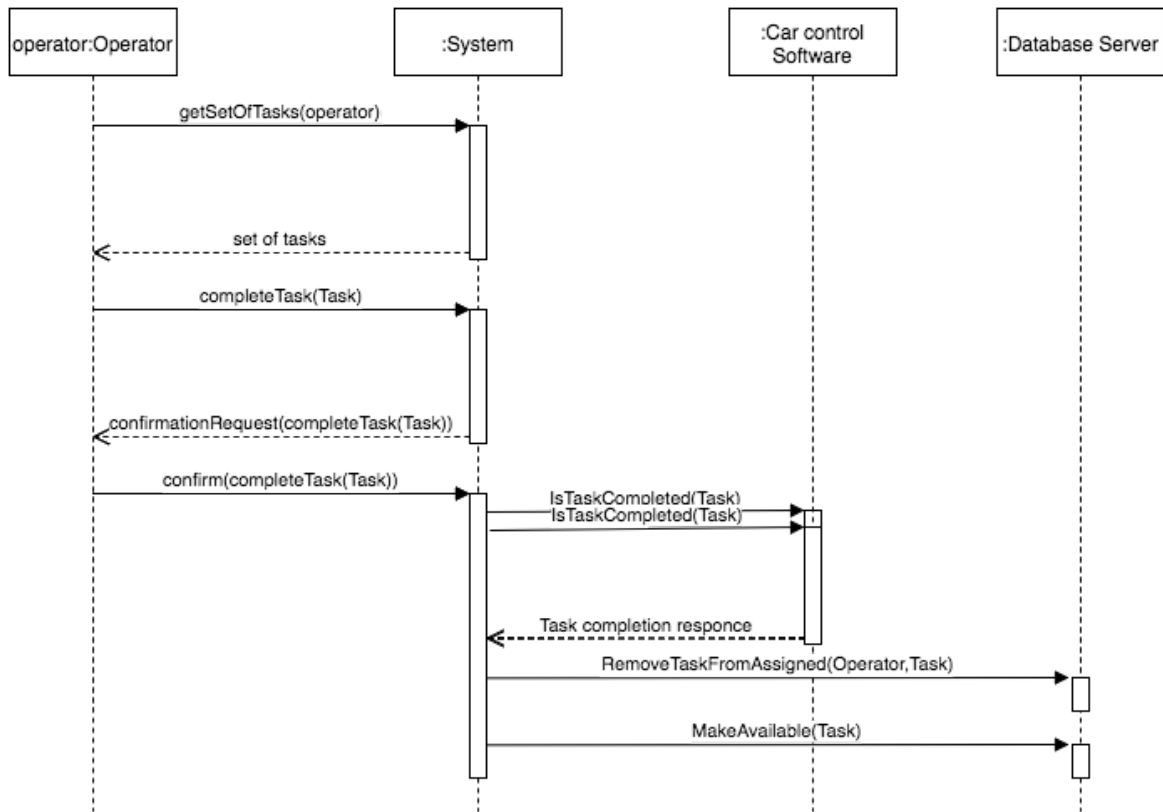 operator:Operator
:System
:Car control
Software
:Database Server
getSetOfTasks(operator)
set of tasks
completeTask(Task)
confirmationRequest(completeTask(Task))
confirm(completeTask(Task))
IsTaskCompleted(Task)
IsTaskCompleted(Task)
Task completion responce
RemoveTaskFromAssigned(Operator,Task)
MakeAvailable(Task)